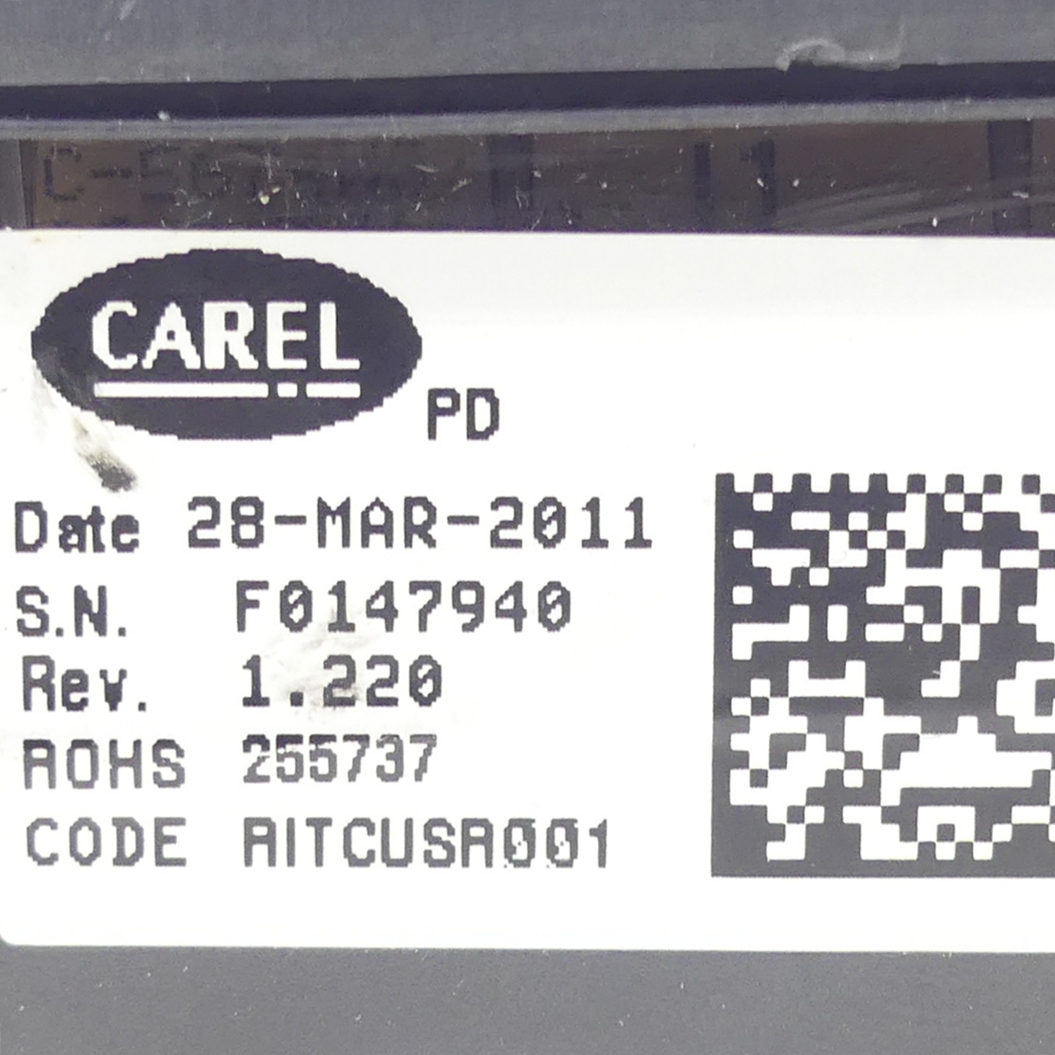 CAREL
PD
Date 28-MAR-2011
S.N. F0147940
Rev. 1.220
ROHS 255737
CODE AITCUSA001